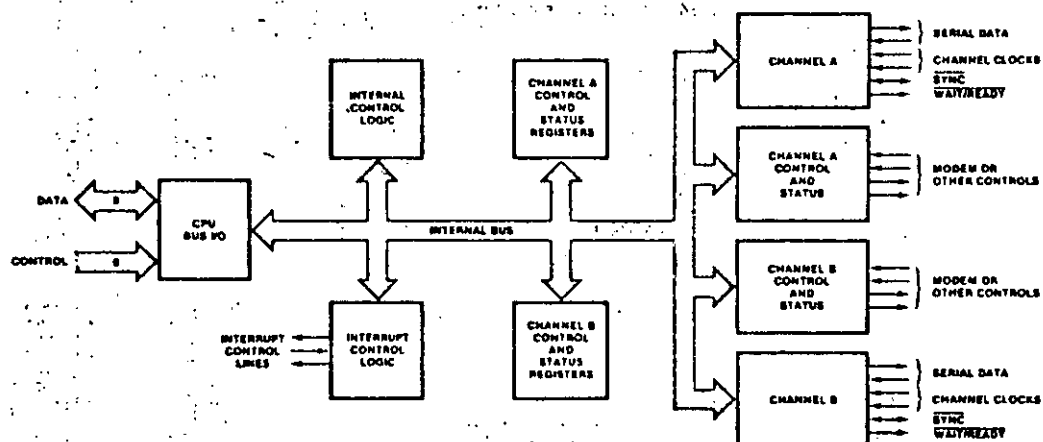 INTERNAL
CONTROL
LOGIC
CHANNEL A
CONTROL
AND
STATUS
REGISTERS
CHANNEL A
SERIAL DATA
CHANNEL CLOCKS
SYNC
WAIT/READY
CHANNEL A
CONTROL
AND
STATUS
MODEM OR
OTHER CONTROLS
DATA
8
CPU
BUS I/O
INTERNAL BUS
CONTROL
CHANNEL B
CONTROL
AND
STATUS
MODEM OR
OTHER CONTROLS
INTERRUPT
CONTROL
LINES
INTERRUPT
CONTROL
LOGIC
CHANNEL B
CONTROL
AND
STATUS
REGISTERS
CHANNEL B
SERIAL DATA
CHANNEL CLOCKS
SYNC
WAIT/READY